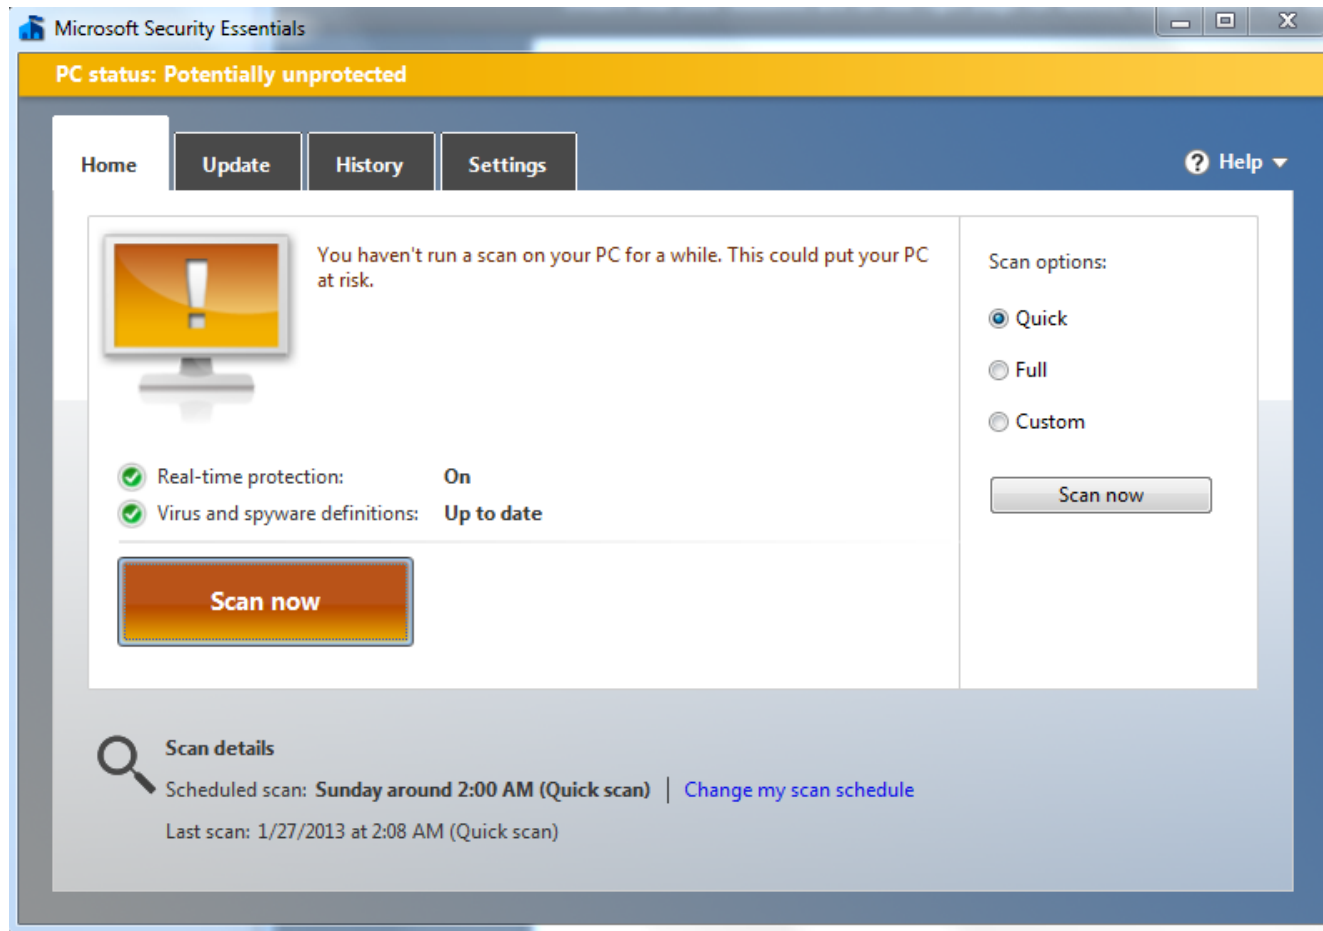 Microsoft Security Essentials
PC status: Potentially unprotected
Home
Update
History
Settings
? Help
You haven't run a scan on your PC for a while. This could put your PC
at risk.
Real-time protection: On
Virus and spyware definitions: Up to date
Scan now
Scan options:
Quick
Full
Custom
Scan now
Scan details
Scheduled scan: Sunday around 2:00 AM (Quick scan) | Change my scan schedule
Last scan: 1/27/2013 at 2:08 AM (Quick scan)